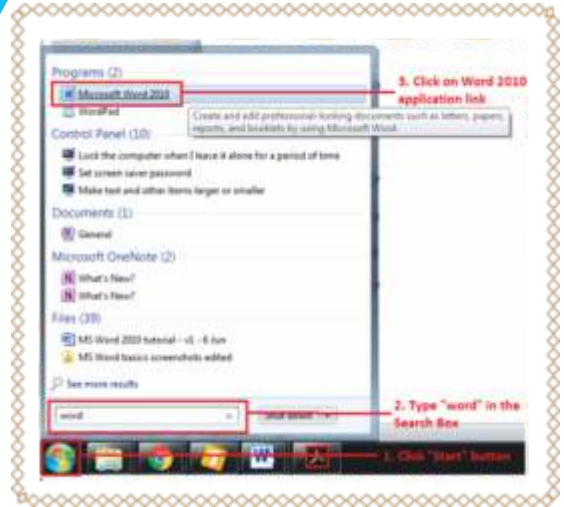 Programs (2)
Microsoft Word 2010
WordPad
3. Click on Word 2010
application link
Create and edit professional-looking documents such as letters, papers,
reports, and booklets by using Microsoft Word.
Control Panel (10)
Lock the computer when I leave it alone for a period of time
Set screen saver password
Make text and other items larger or smaller
Documents (1)
General
Microsoft OneNote (2)
What's New?
What's New?
Files (39)
MS Word 2010 tutorial - v1 - 6 Jun
MS Word basics screenshots edited
See more results
word
Shut down
2. Type "word" in the
Search Box
1. Click "Start" button